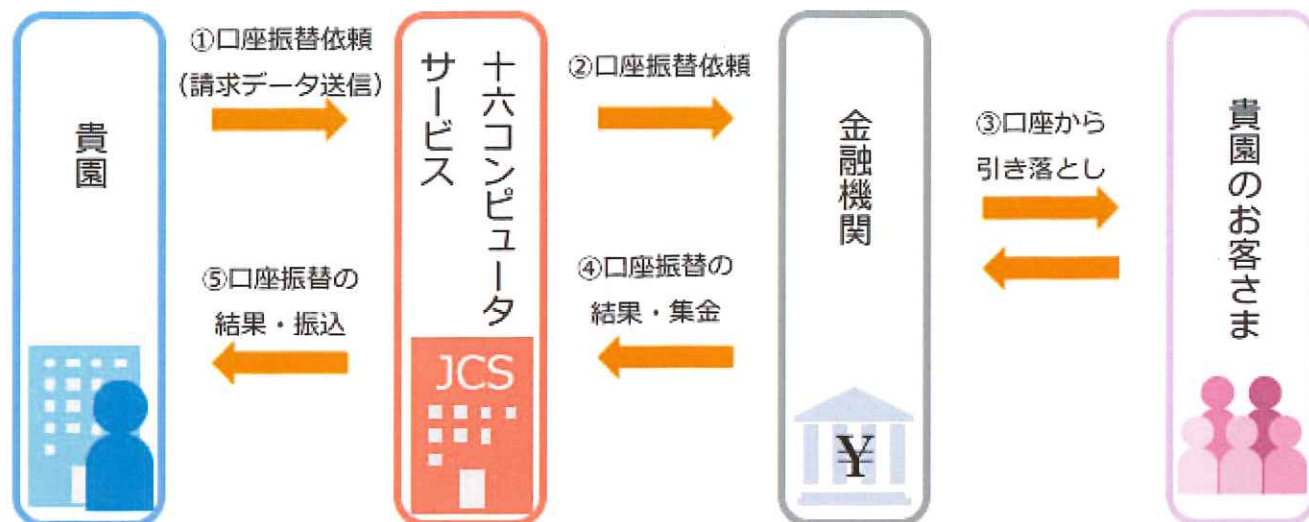 貴園
①口座振替依頼
(請求データ送信)
十六コンピュータ
サービス
②口座振替依頼
金融機関
③口座から
引き落とし
貴園のお客さま
④口座振替の
結果・集金
⑤口座振替の
結果・振込
JCS
¥